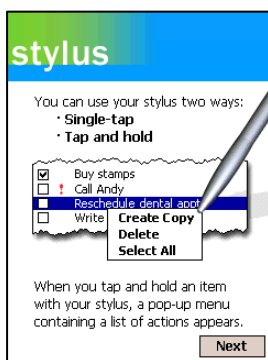 stylus
You can use your stylus two ways:
· Single-tap
· Tap and hold
Buy stamps
! Call Andy
Reschedule dental appt
Write
Create Copy
Delete
Select All
When you tap and hold an item
with your stylus, a pop-up menu
containing a list of actions appears.
Next